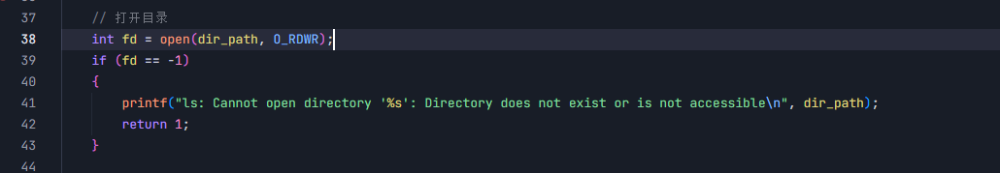 37 // 打开目录
38 int fd = open(dir_path, O_RDWR);
39 if (fd == -1)
40 {
41 printf("ls: Cannot open directory '%s': Directory does not exist or is not accessible\n", dir_path);
42 return 1;
43 }
44